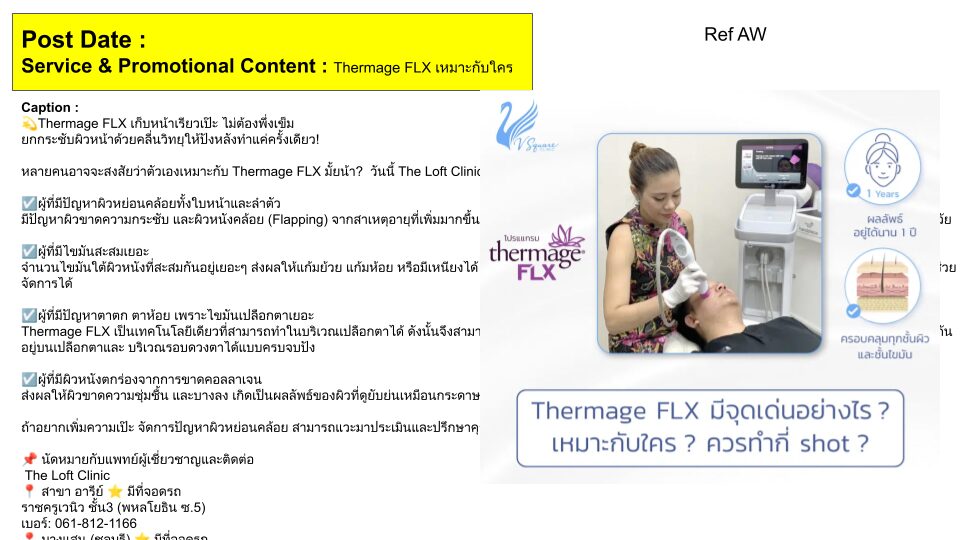 Post Date :
Service & Promotional Content : Thermage FLX เหมาะกับใคร
Ref AW
Caption :
💫Thermage FLX เก็บหน้าเรียวเป๊ะ ไม่ต้องพึ่งเข็ม
ยกกระชับผิวหน้าด้วยคลื่นวิทยุให้ปังหลังทำแค่ครั้งเดียว!
หลายคนอาจจะสงสัยว่าตัวเองเหมาะกับ Thermage FLX มั้ยน้า? วันนี้ The Loft Clinic
☑️ผู้ที่มีปัญหาผิวหย่อนคล้อยทั้งใบหน้าและลำตัว
มีปัญหาผิวขาดความกระชับ และผิวหนังคล้อย (Flapping) จากสาเหตุอายุที่เพิ่มมากขึ้น
☑️ผู้ที่มีไขมันสะสมเยอะ
จำนวนไขมันใต้ผิวหนังที่สะสมกันอยู่เยอะๆ ส่งผลให้แก้มย้วย แก้มห้อย หรือมีเหนียงได้
จัดการได้
☑️ผู้ที่มีปัญหาตาตก ตาห้อย เพราะไขมันเปลือกตาเยอะ
Thermage FLX เป็นเทคโนโลยีเดียวที่สามารถทำในบริเวณเปลือกตาได้ ดังนั้นจึงสามา
อยู่บนเปลือกตาและ บริเวณรอบดวงตาได้แบบครบจบปัง
☑️ผู้ที่มีผิวหนังตกร่องจากการขาดคอลลาเจน
ส่งผลให้ผิวขาดความชุ่มชื้น และบางลง เกิดเป็นผลลัพธ์ของผิวที่ดูยับย่นเหมือนกระดาษ
ถ้าอยากเพิ่มความเป๊ะ จัดการปัญหาผิวหย่อนคล้อย สามารถแวะมาประเมินและปรึกษาคุ
📌 นัดหมายกับแพทย์ผู้เชี่ยวชาญและติดต่อ
The Loft Clinic
📍 สาขา อารีย์ ⭐ มีที่จอดรถ
ราชครูเวนิว ชั้น3 (พหลโยธิน ซ.5)
เบอร์: 061-812-1166
📍 บางแสน (ชลบุรี) ⭐ มีที่จอดรถ
V Square
CLINIC
โปรแกรม
thermage®
FLX
1 Years
ผลลัพธ์
อยู่ได้นาน 1 ปี
ครอบคลุมทุกชั้นผิว
และชั้นไขมัน
Thermage FLX มีจุดเด่นอย่างไร ?
เหมาะกับใคร ? ควรทำกี่ shot ?